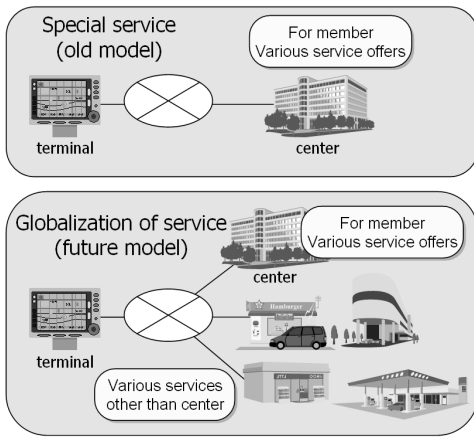 Special service
(old model)
For member
Various service offers
terminal
center
Globalization of service
(future model)
For member
Various service offers
center
Hamburger
terminal
Various services
other than center